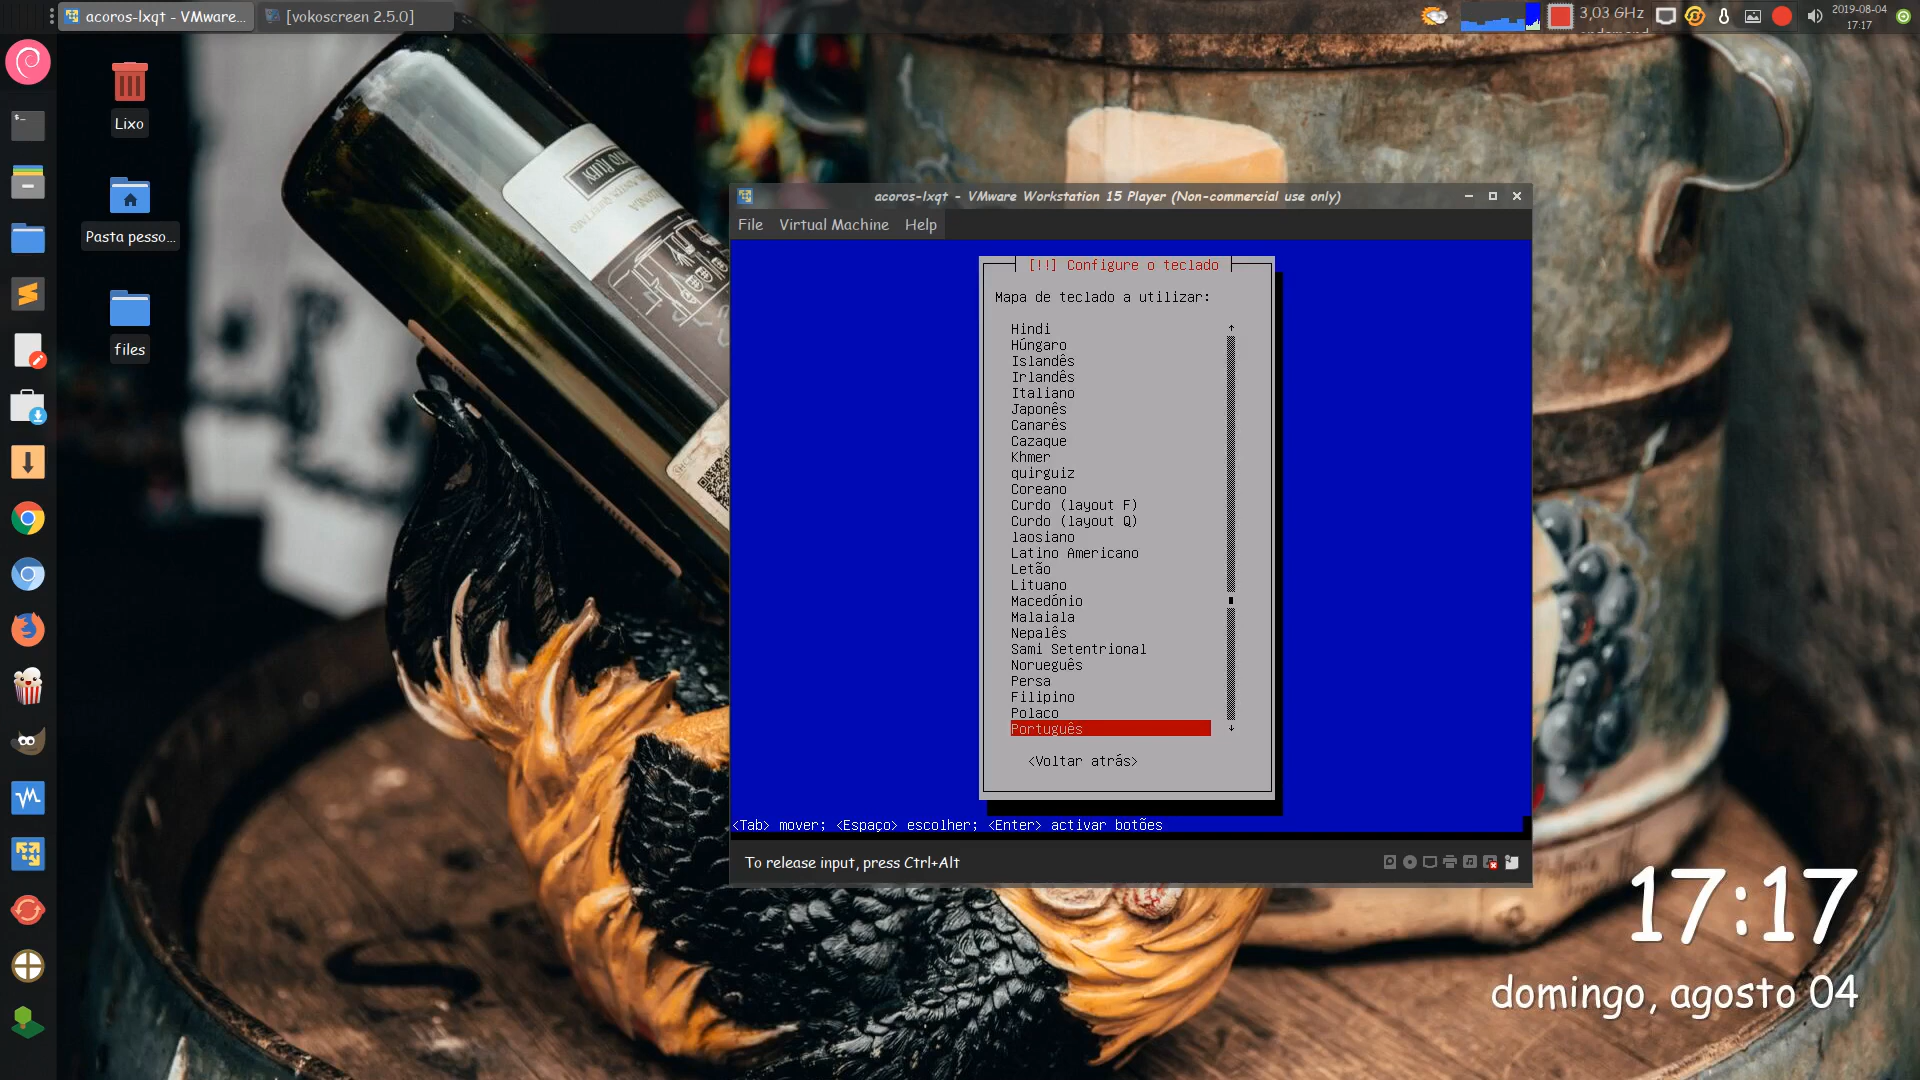 acoros-lxqt - VMware...
[vokoscreen 2.5.0]
3,03 GHz
ondemand
2019-08-04
17:17
Lixo
Pasta pesso...
files
acoros-lxqt - VMware Workstation 15 Player (Non-commercial use only)
File Virtual Machine Help
[!!] Configure o teclado
Mapa de teclado a utilizar:
Hindi
Húngaro
Islandês
Irlandês
Italiano
Japonês
Canarês
Cazaque
Khmer
quirguiz
Coreano
Curdo (layout F)
Curdo (layout Q)
laosiano
Latino Americano
Letão
Lituano
Macedónio
Malaiala
Nepalês
Sami Setentrional
Norueguês
Persa
Filipino
Polaco
Português
<Voltar atrás>
<Tab> mover; <Espaço> escolher; <Enter> activar botões
To release input, press Ctrl+Alt
17:17
domingo, agosto 04